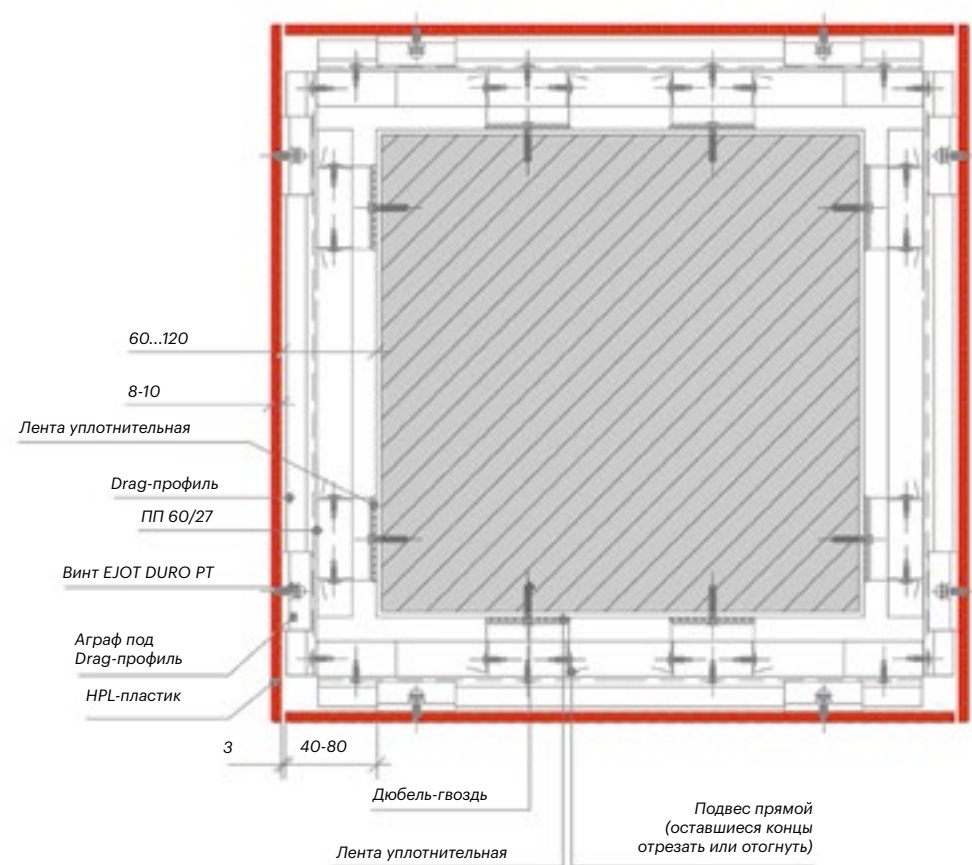 60...120
8-10
Лента уплотнительная
Drag-профиль
ПП 60/27
Винт EJOT DURO PT
Аграф под
Drag-профиль
HPL-пластик
3
40-80
Дюбель-гвоздь
Подвес прямой
(оставшиеся концы
отрезать или отогнуть)
Лента уплотнительная